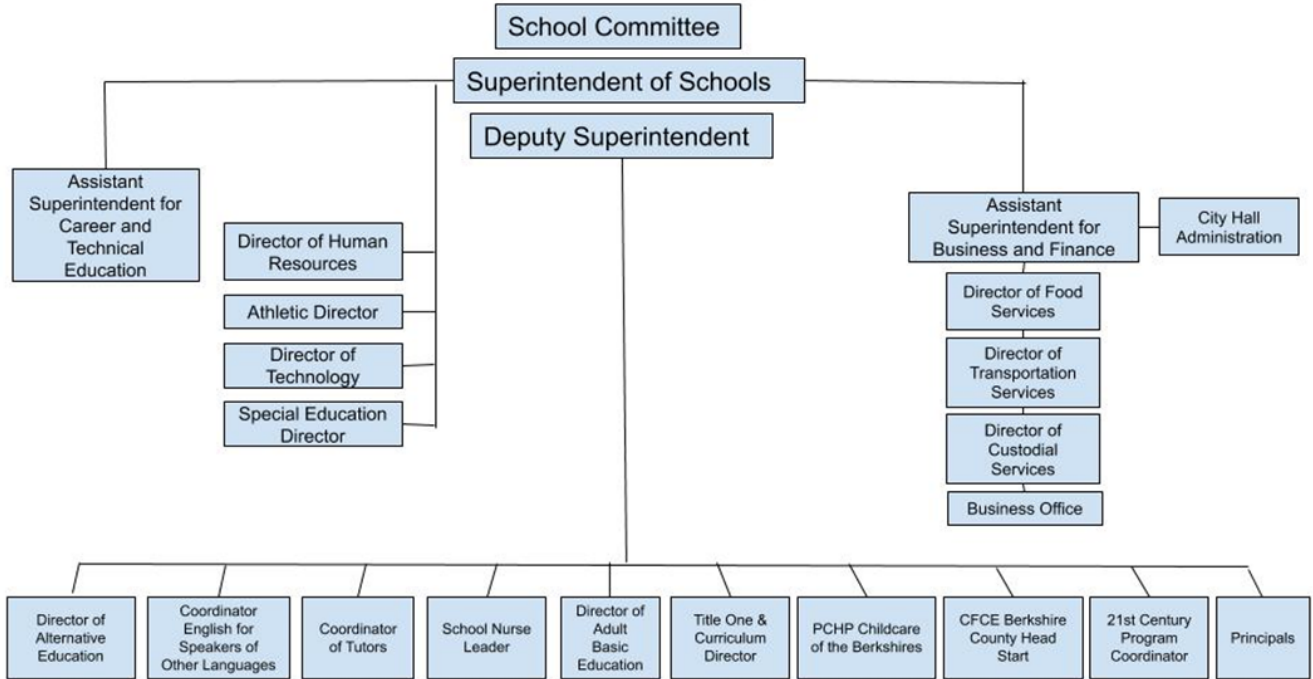 School Committee
Superintendent of Schools
Deputy Superintendent
Assistant
Superintendent for
Career and
Technical
Education
Director of Human
Resources
Athletic Director
Director of
Technology
Special Education
Director
Assistant
Superintendent for
Business and Finance
City Hall
Administration
Director of Food
Services
Director of
Transportation
Services
Director of
Custodial
Services
Business Office
Director of
Alternative
Education
Coordinator
English for
Speakers of
Other Languages
Coordinator
of Tutors
School Nurse
Leader
Director of
Adult
Basic
Education
Title One &
Curriculum
Director
PCHP Childcare
of the Berkshires
CFCE Berkshire
County Head
Start
21st Century
Program
Coordinator
Principals